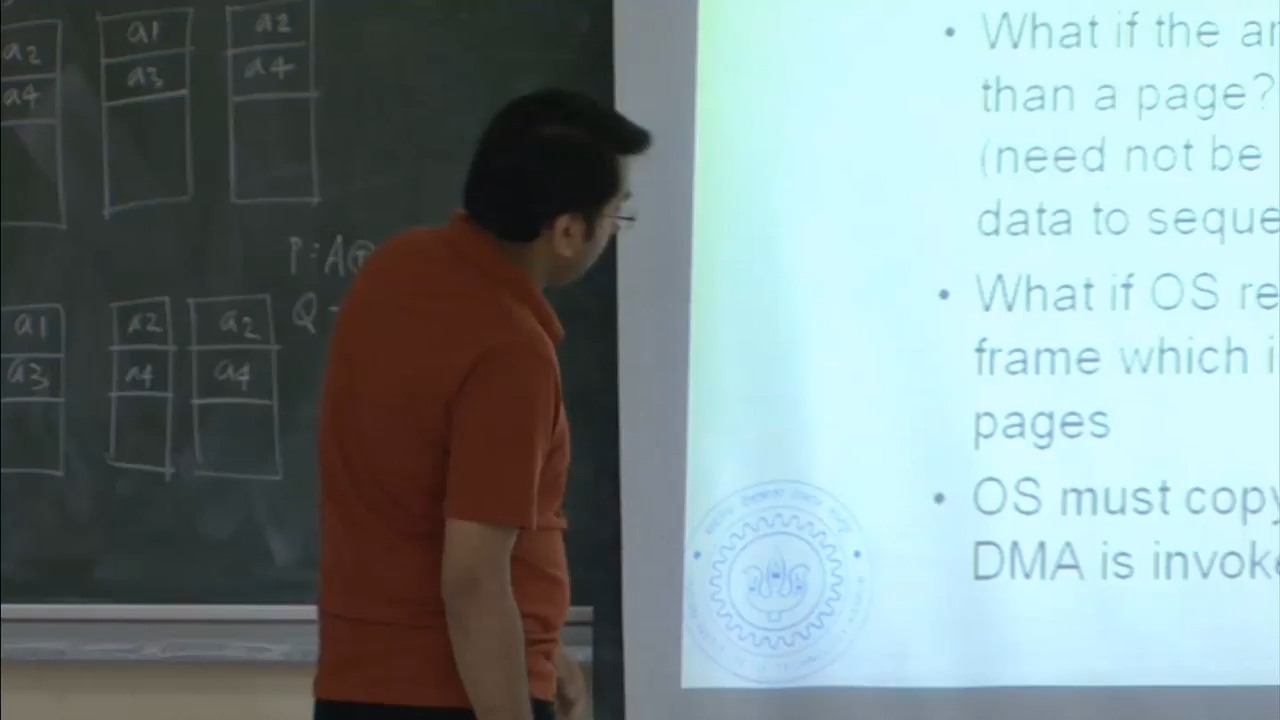 a2
a4
a1
a3
a2
a4
P:A
Q -
a1
a3
a2
a4
a2
a4
• What if the ar
than a page?
(need not be
data to seque
• What if OS re
frame which i
pages
• OS must copy
DMA is invoke